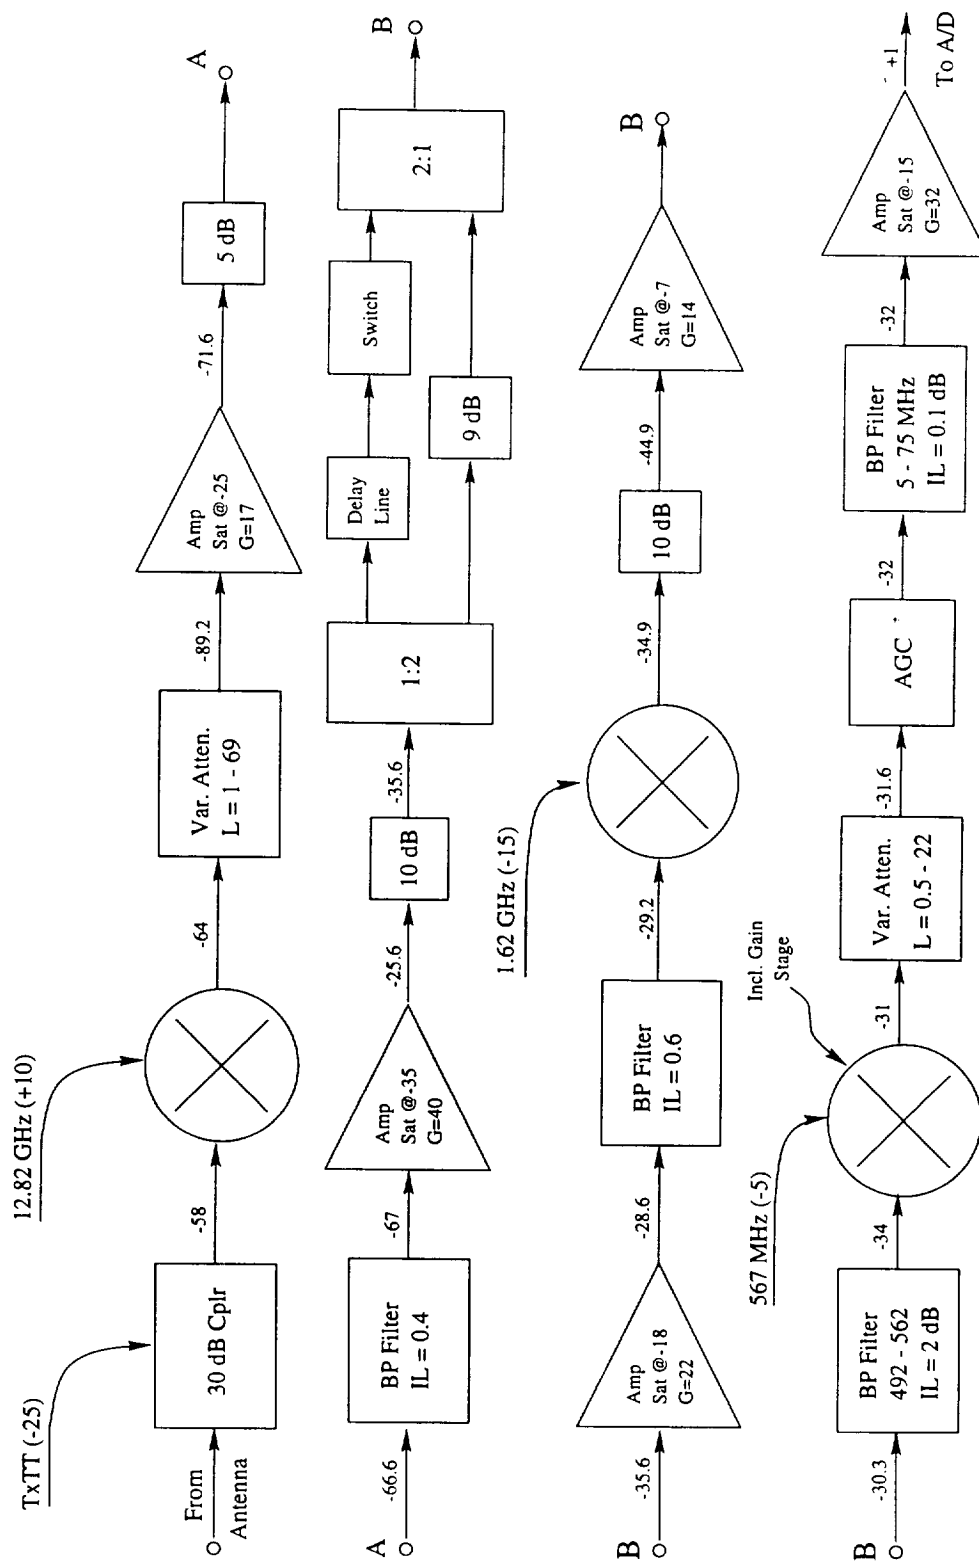 TxTT (-25)
12.82 GHz (+10)
From
Antenna
30 dB Cplr
-58
-64
Var. Atten.
L = 1 - 69
-89.2
Amp
Sat @-25
G=17
-71.6
5 dB
A
A
-66.6
BP Filter
IL = 0.4
-67
Amp
Sat @-35
G=40
-25.6
10 dB
-35.6
1:2
Delay
Line
Switch
9 dB
2:1
B
1.62 GHz (-15)
B
-35.6
Amp
Sat @-18
G=22
-28.6
BP Filter
IL = 0.6
-29.2
-34.9
10 dB
-44.9
Amp
Sat @-7
G=14
B
567 MHz (-5)
Incl. Gain
Stage
B
-30.3
BP Filter
492 - 562
IL = 2 dB
-34
-31
Var. Atten.
L = 0.5 - 22
-31.6
AGC
-32
BP Filter
5 - 75 MHz
IL = 0.1 dB
-32
Amp
Sat @-15
G=32
+1
To A/D